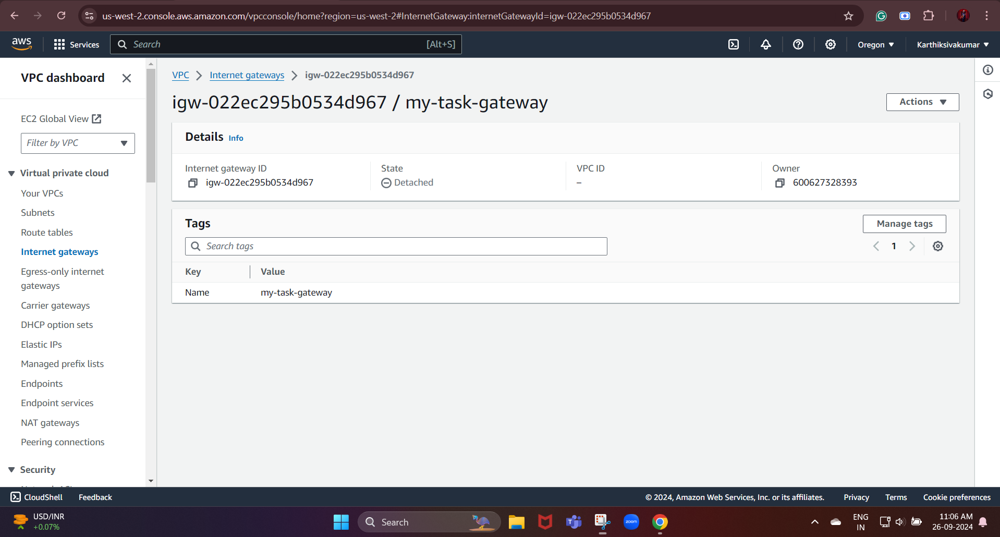 us-west-2.console.aws.amazon.com/vpcconsole/home?region=us-west-2#InternetGateway:internetGatewayId=igw-022ec295b0534d967
aws
Services
Search
[Alt+S]
Oregon
Karthiksivakumar
VPC dashboard
EC2 Global View
Filter by VPC
Virtual private cloud
Your VPCs
Subnets
Route tables
Internet gateways
Egress-only internet
gateways
Carrier gateways
DHCP option sets
Elastic IPs
Managed prefix lists
Endpoints
Endpoint services
NAT gateways
Peering connections
Security
VPC
Internet gateways
igw-022ec295b0534d967
igw-022ec295b0534d967 / my-task-gateway
Actions
Details Info
Internet gateway ID
igw-022ec295b0534d967
State
Detached
VPC ID
–
Owner
600627328393
Tags
Manage tags
Search tags
1
Key
Value
Name
my-task-gateway
CloudShell
Feedback
© 2024, Amazon Web Services, Inc. or its affiliates.
Privacy
Terms
Cookie preferences
USD/INR
+0.07%
Search
zoom
ENG
IN
11:06 AM
26-09-2024